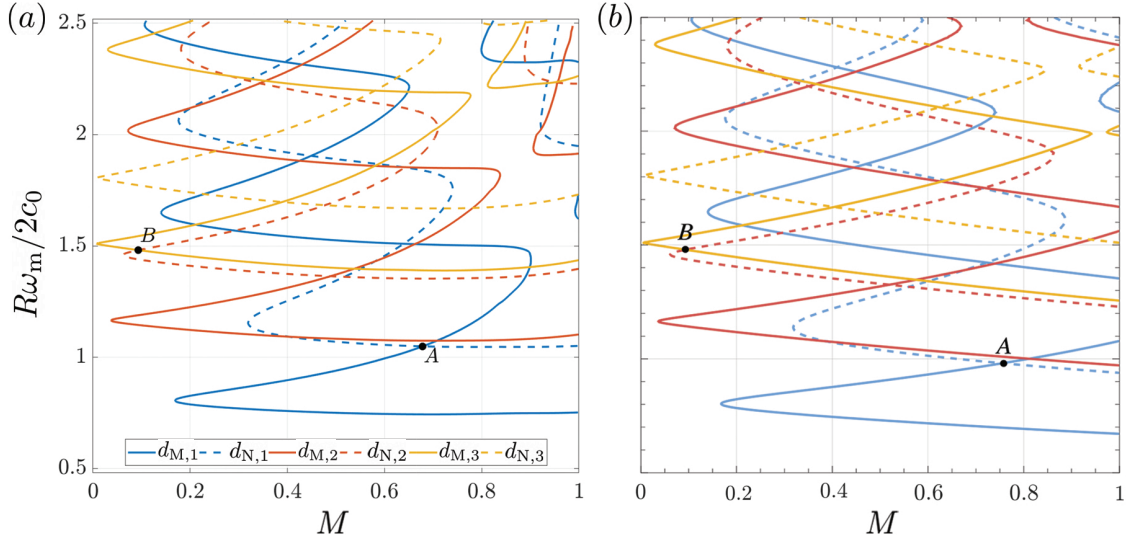 (a)
(b)
2.5
2
1.5
1
0.5
Rω_m/2c_0
B
A
d_M,1 d_N,1 d_M,2 d_N,2 d_M,3 d_N,3
0 0.2 0.4 0.6 0.8 1
M
B
A
0 0.2 0.4 0.6 0.8 1
M